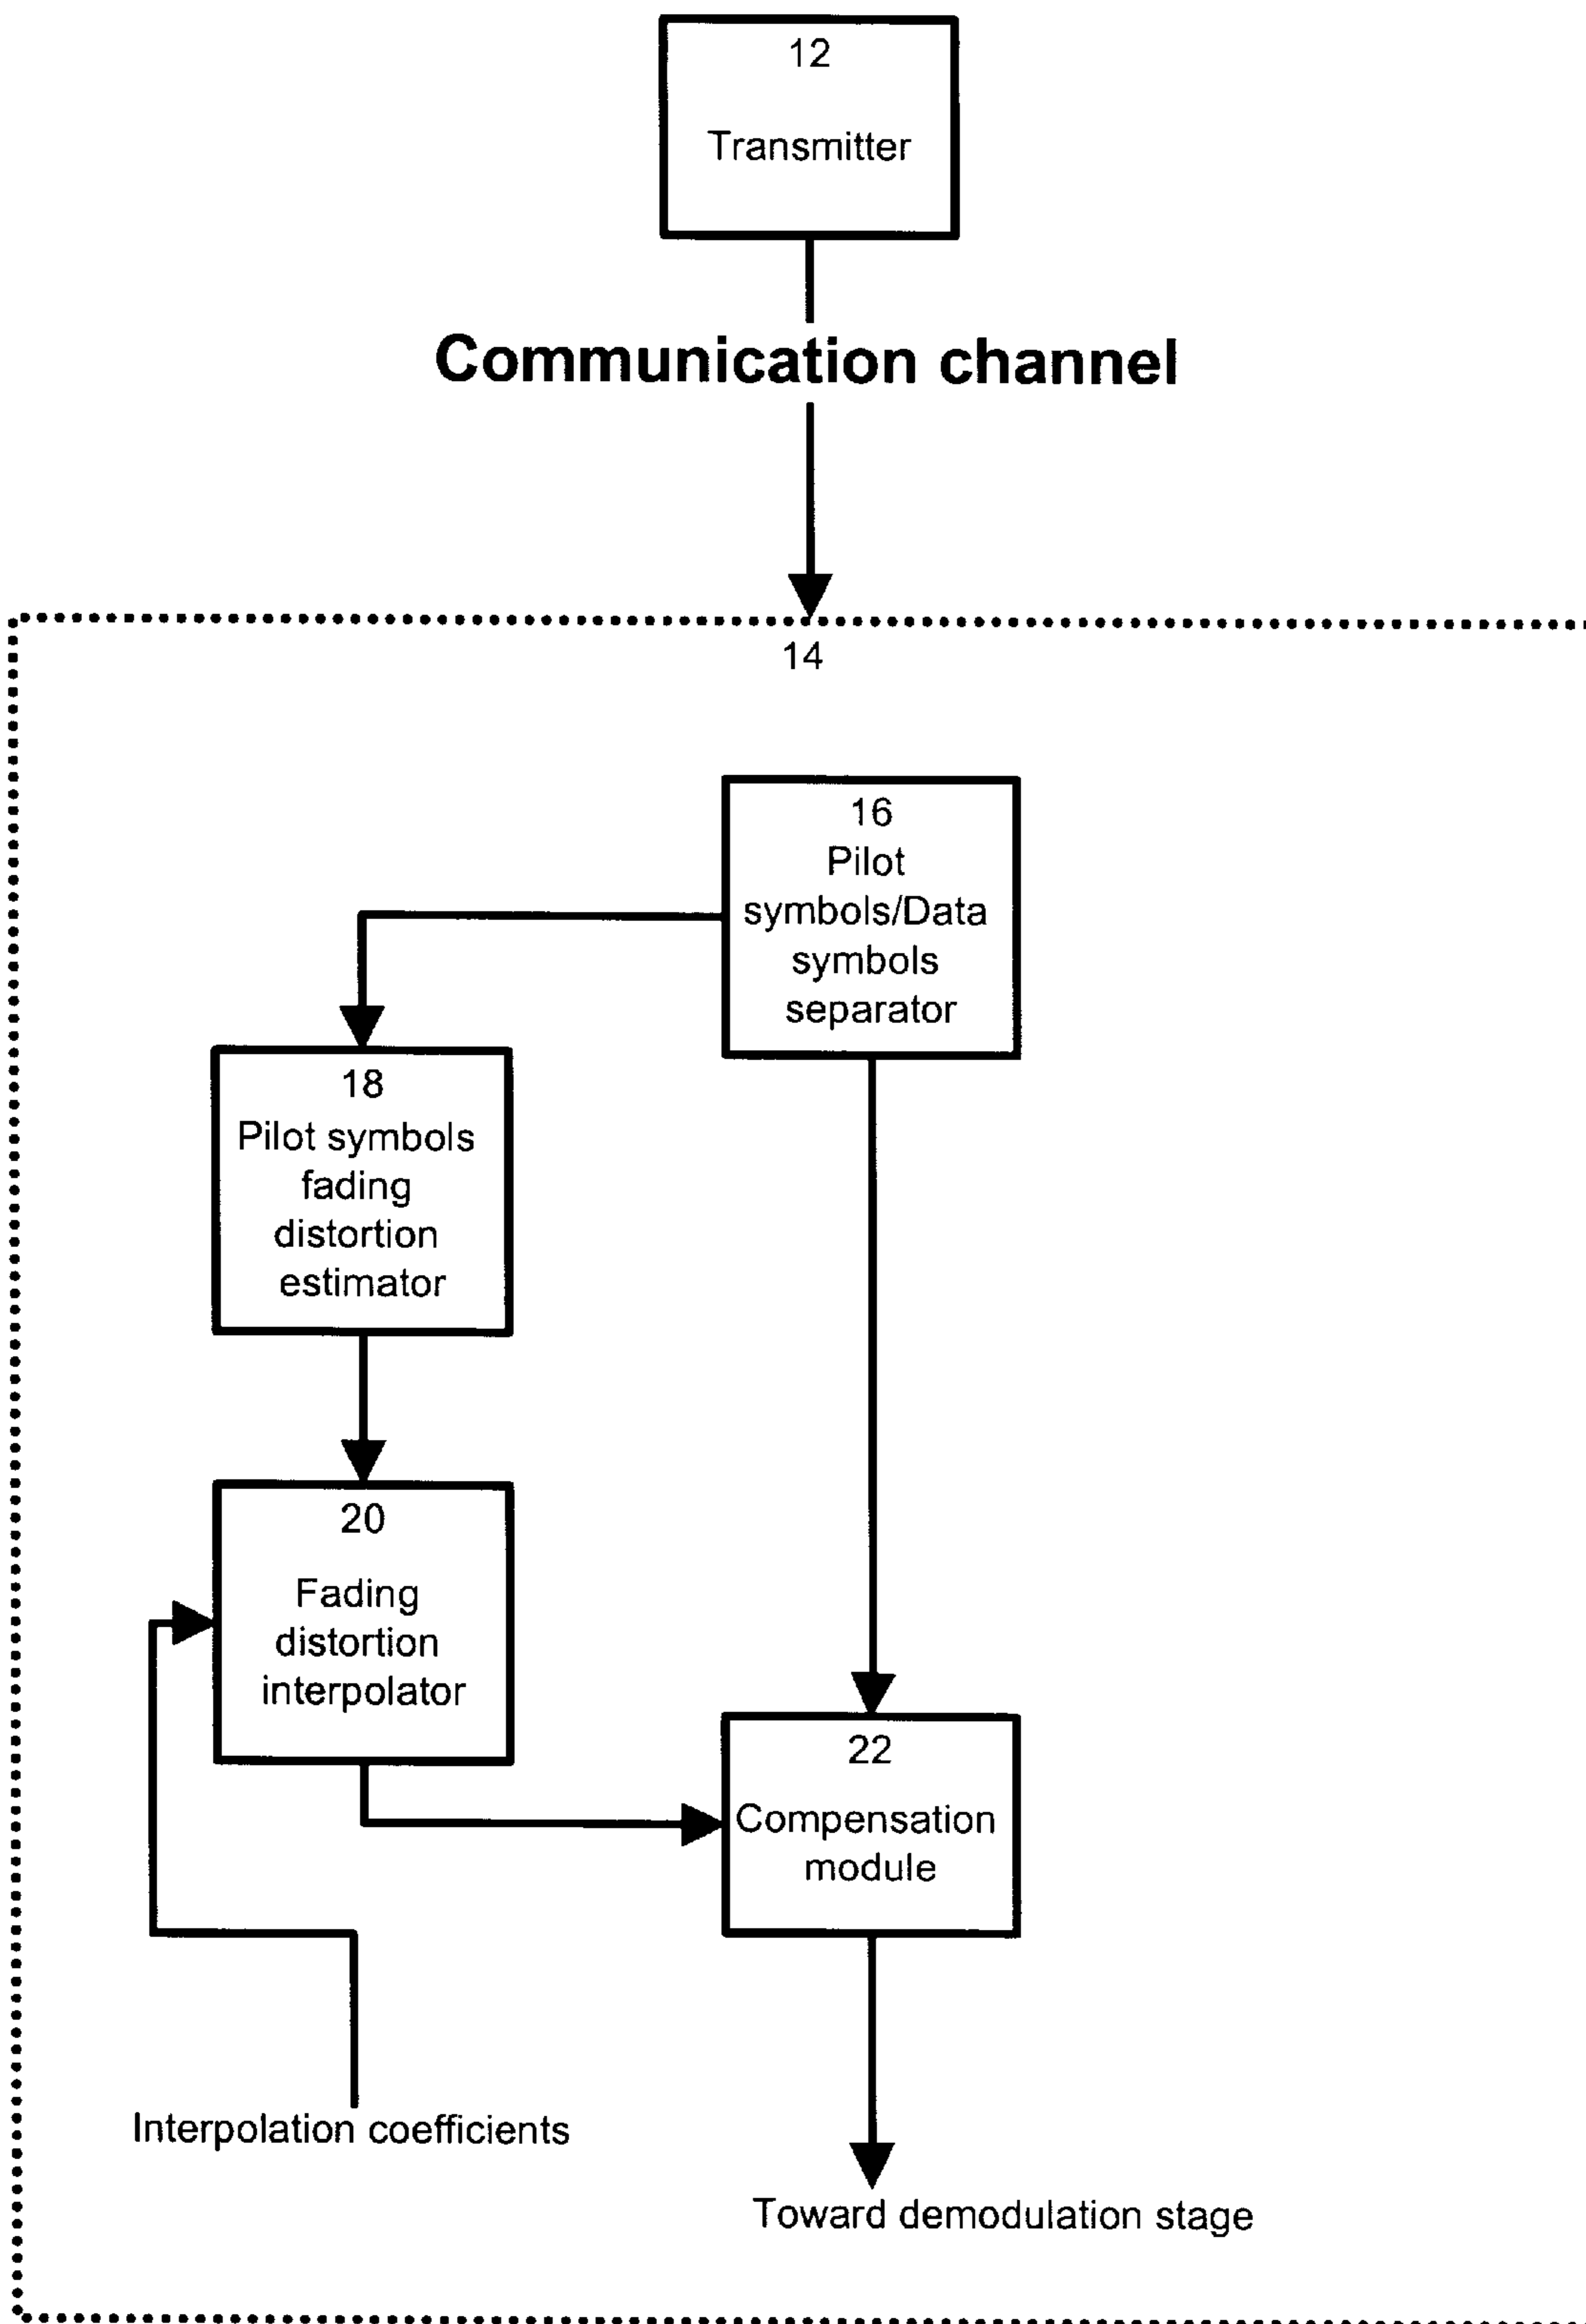 12
Transmitter
Communication channel
14
16
Pilot
symbols/Data
symbols
separator
18
Pilot symbols
fading
distortion
estimator
20
Fading
distortion
interpolator
22
Compensation
module
Interpolation coefficients
Toward demodulation stage